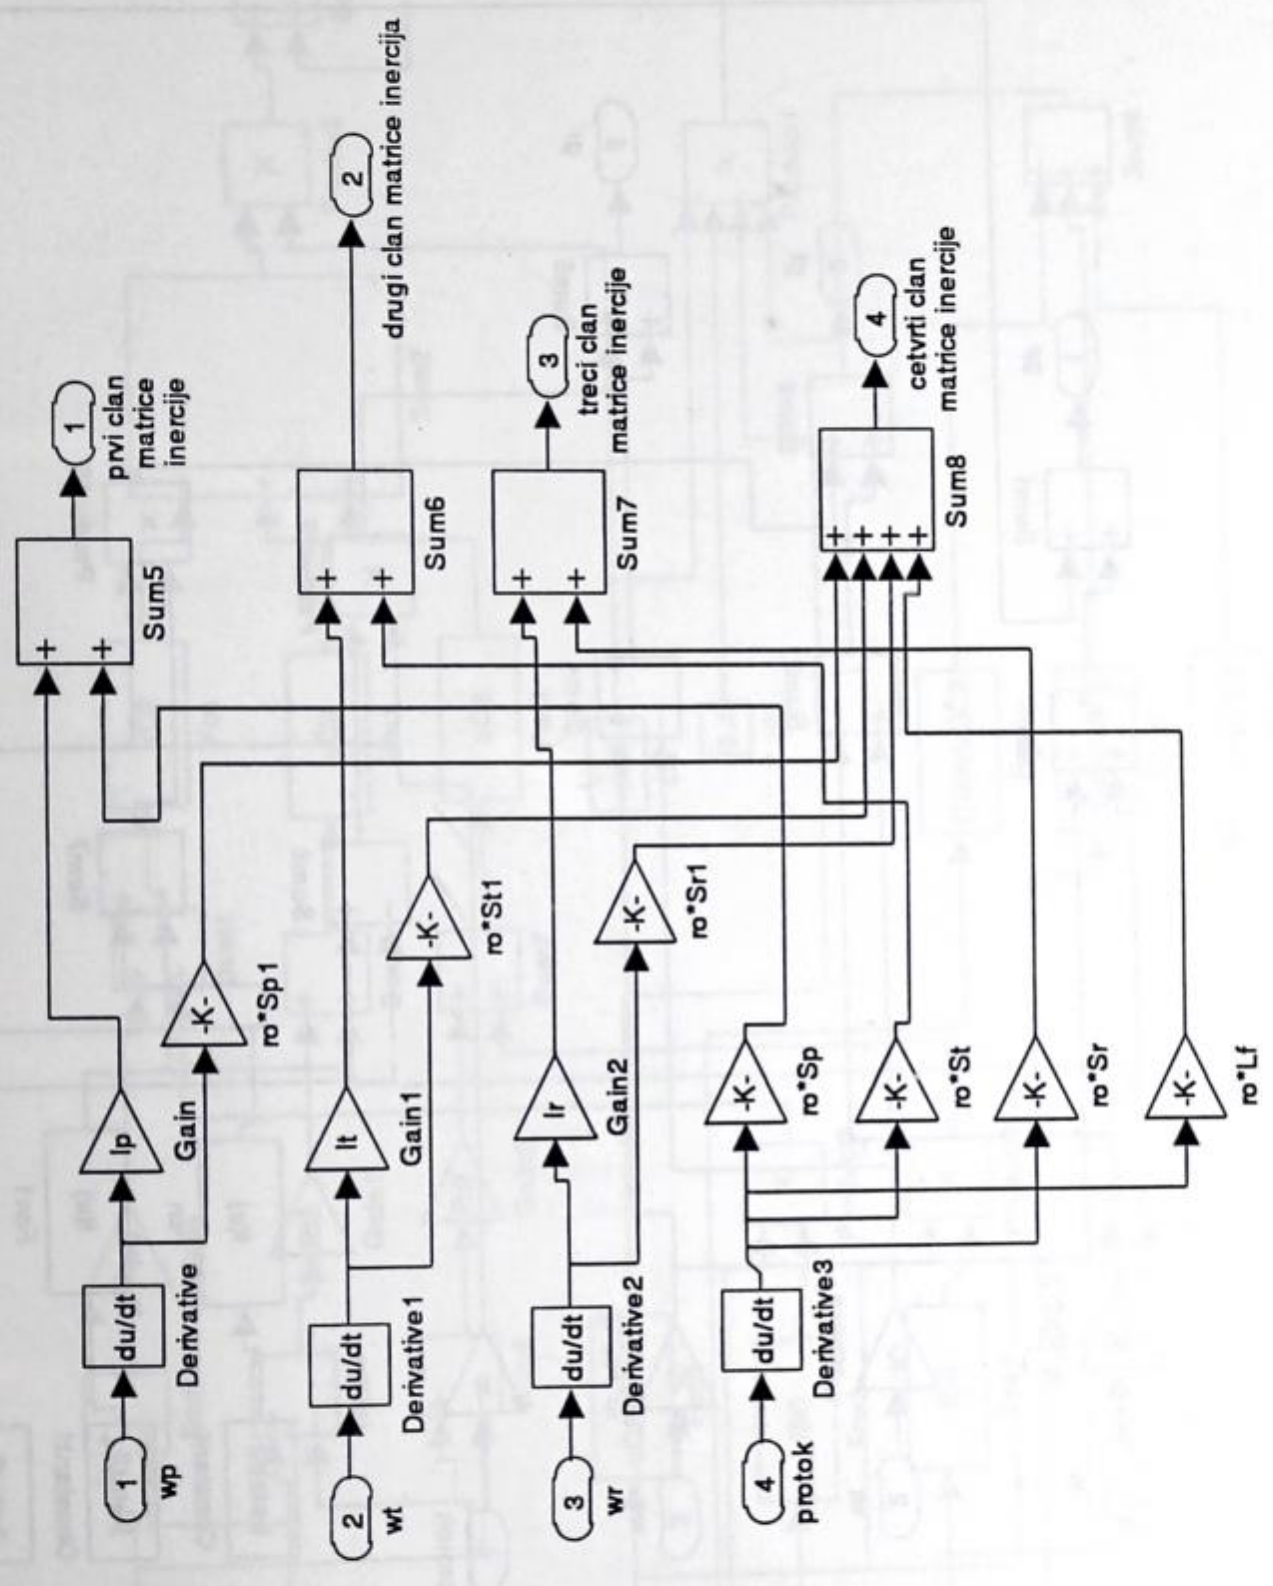 1
wp
du/dt
Derivative
Ip
Gain
-K-
ro*Sp1
+
+
Sum5
1
prvi clan
matrice
inercije
2
wt
du/dt
Derivative1
It
Gain1
-K-
ro*St1
+
+
Sum6
2
drugi clan matrice inercija
3
wr
du/dt
Derivative2
Ir
Gain2
-K-
ro*Sr1
+
+
Sum7
3
treci clan
matrice inercije
4
protok
du/dt
Derivative3
-K-
ro*Sp
-K-
ro*St
-K-
ro*Sr
-K-
ro*Lf
+
+
+
+
Sum8
4
cetvrti clan
matrice inercije